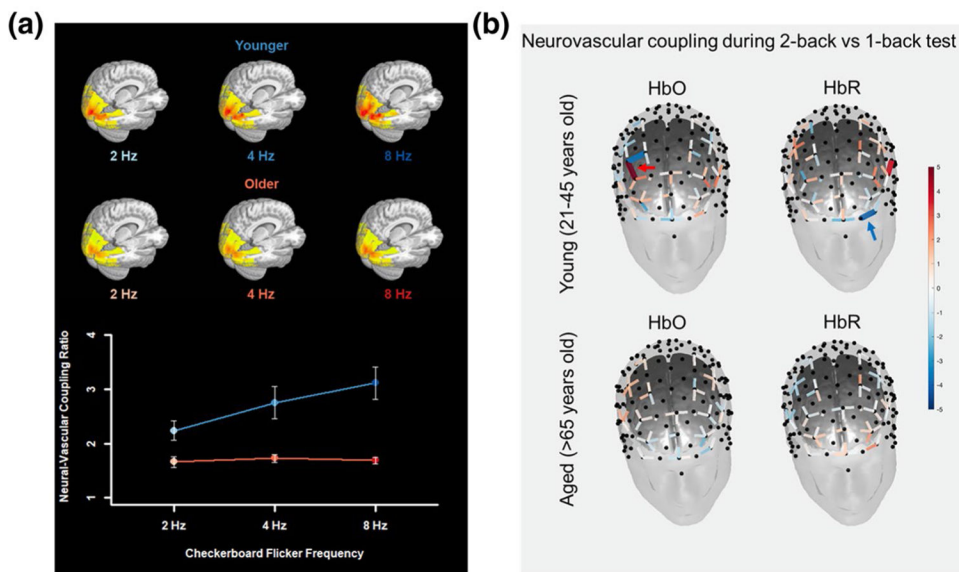 (a)
Younger
2 Hz 4 Hz 8 Hz
Older
2 Hz 4 Hz 8 Hz
Neural-Vascular Coupling Ratio
4
3
2
1
2 Hz 4 Hz 8 Hz
Checkerboard Flicker Frequency
(b)
Neurovascular coupling during 2-back vs 1-back test
HbO HbR
Young (21-45 years old)
5
4
3
2
1
0
-1
-2
-3
-4
-5
HbO HbR
Aged (>65 years old)